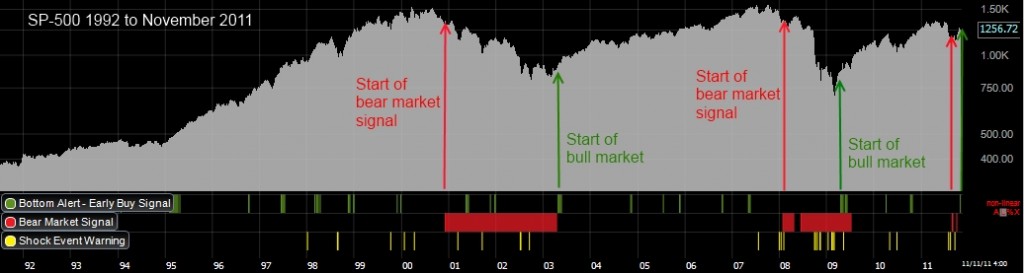 SP-500 1992 to November 2011
1.50K
1256.72
1.00K
750.00
500.00
400.00
Start of
bear market
signal
Start of
bull market
Start of
bear market
signal
Start of
bull market
Bottom Alert - Early Buy Signal
Bear Market Signal
Shock Event Warning
non-linear
92 93 94 95 96 97 98 99 00 01 02 03 04 05 06 07 08 09 10 11
11/11/11 4:00